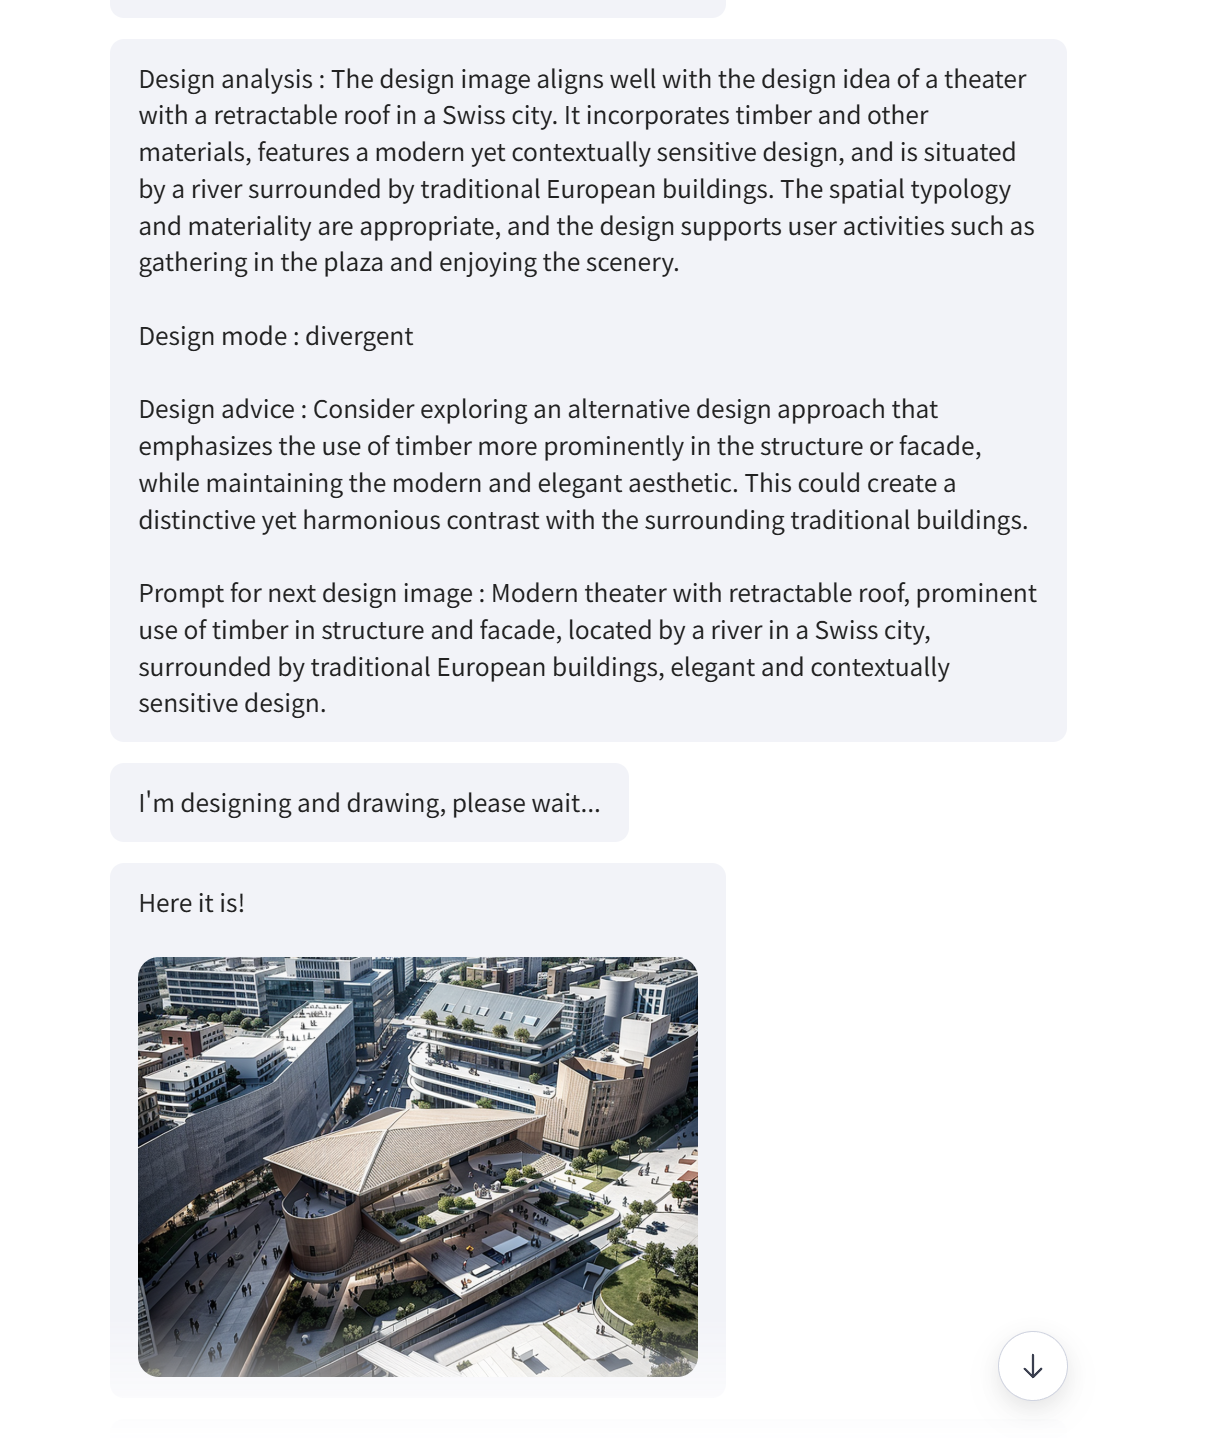 Design analysis : The design image aligns well with the design idea of a theater
with a retractable roof in a Swiss city. It incorporates timber and other
materials, features a modern yet contextually sensitive design, and is situated
by a river surrounded by traditional European buildings. The spatial typology
and materiality are appropriate, and the design supports user activities such as
gathering in the plaza and enjoying the scenery.
Design mode : divergent
Design advice : Consider exploring an alternative design approach that
emphasizes the use of timber more prominently in the structure or facade,
while maintaining the modern and elegant aesthetic. This could create a
distinctive yet harmonious contrast with the surrounding traditional buildings.
Prompt for next design image : Modern theater with retractable roof, prominent
use of timber in structure and facade, located by a river in a Swiss city,
surrounded by traditional European buildings, elegant and contextually
sensitive design.
I'm designing and drawing, please wait...
Here it is!